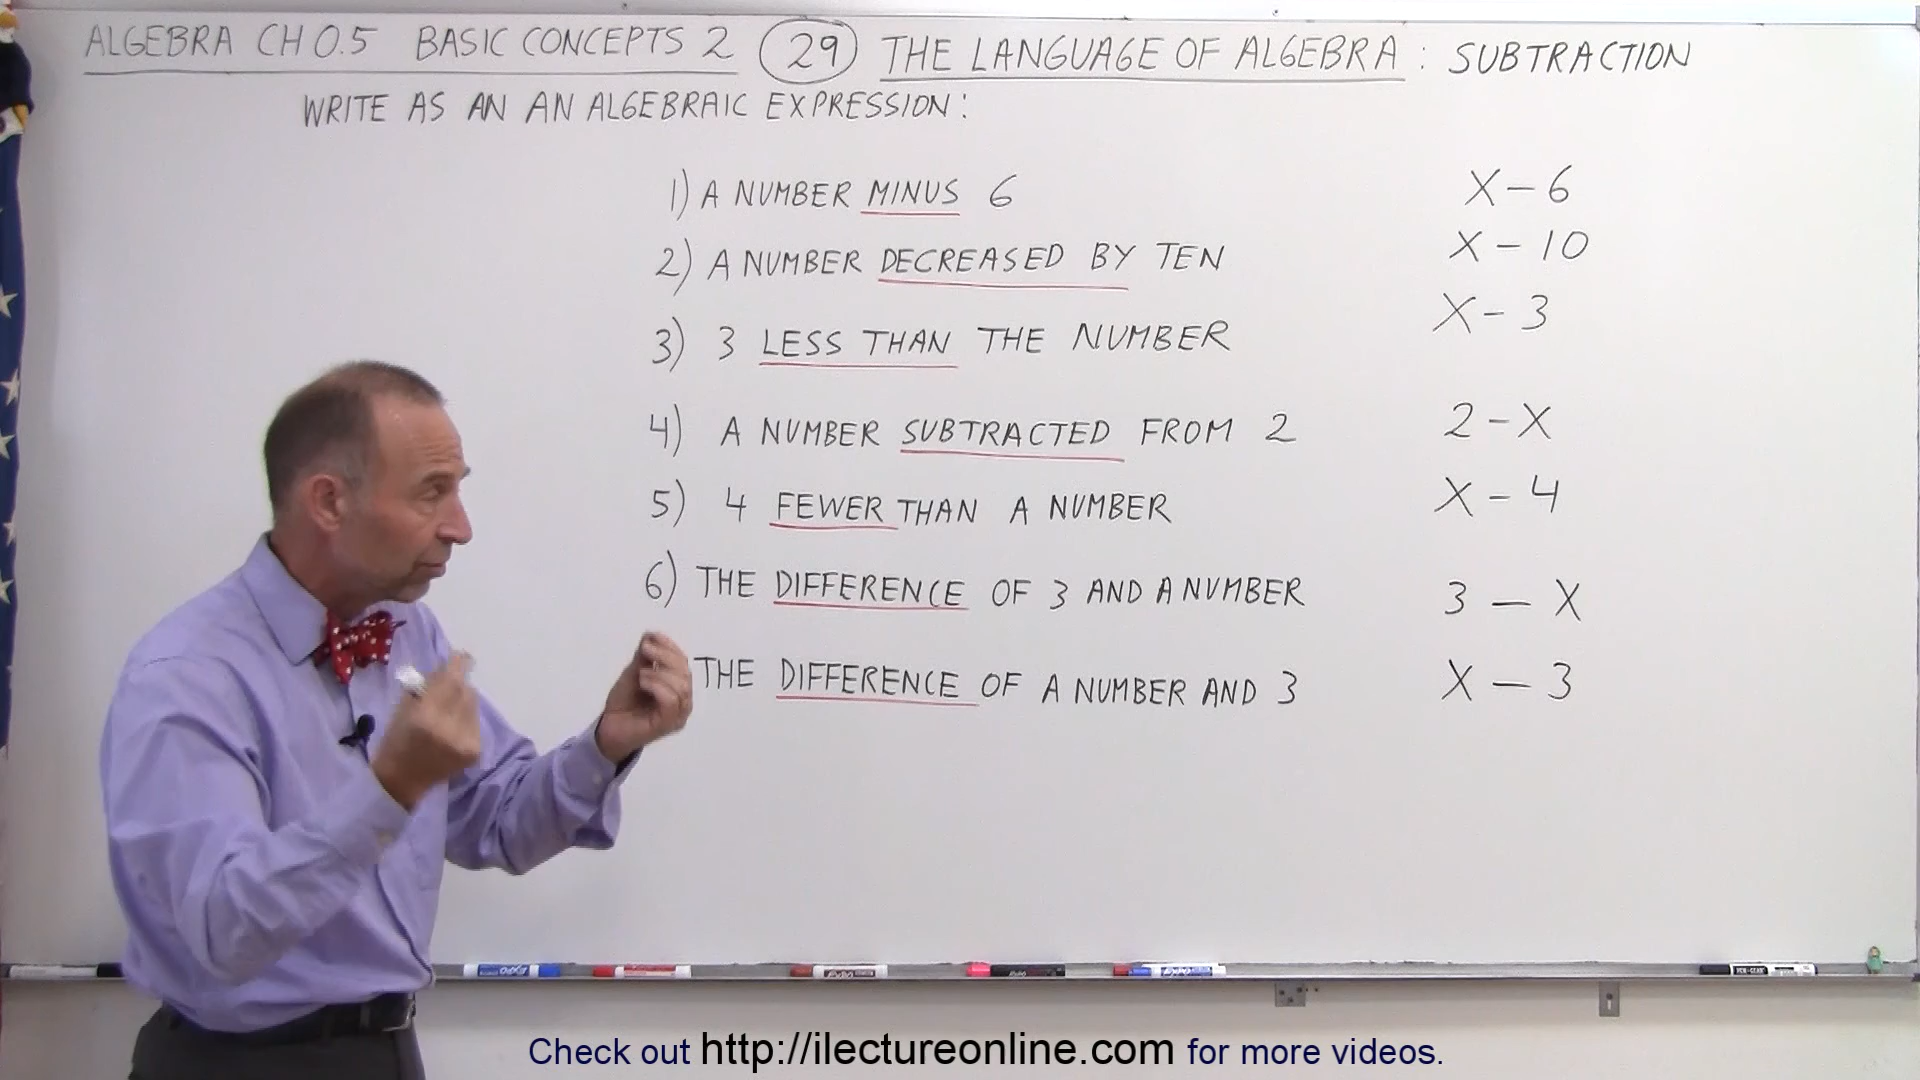 ALGEBRA CH 0.5 BASIC CONCEPTS 2 29 THE LANGUAGE OF ALGEBRA : SUBTRACTION
WRITE AS AN AN ALGEBRAIC EXPRESSION:
1) A NUMBER MINUS 6 X - 6
2) A NUMBER DECREASED BY TEN X - 10
3) 3 LESS THAN THE NUMBER X - 3
4) A NUMBER SUBTRACTED FROM 2 2 - X
5) 4 FEWER THAN A NUMBER X - 4
6) THE DIFFERENCE OF 3 AND A NUMBER 3 - X
THE DIFFERENCE OF A NUMBER AND 3 X - 3
Check out http://ilectureonline.com for more videos.